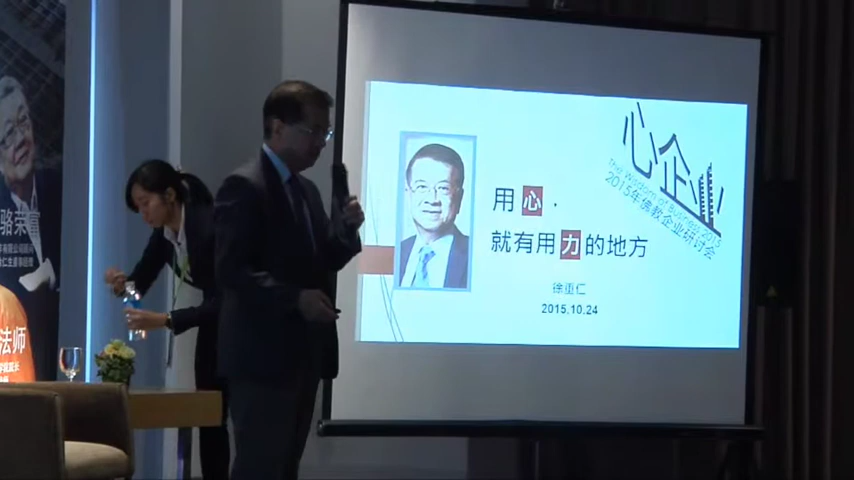 心企业
The Wisdom of Business 2015
2015年佛教企业研讨会
用心·
就有用力的地方
徐重仁
2015.10.24
骆荣富
法师